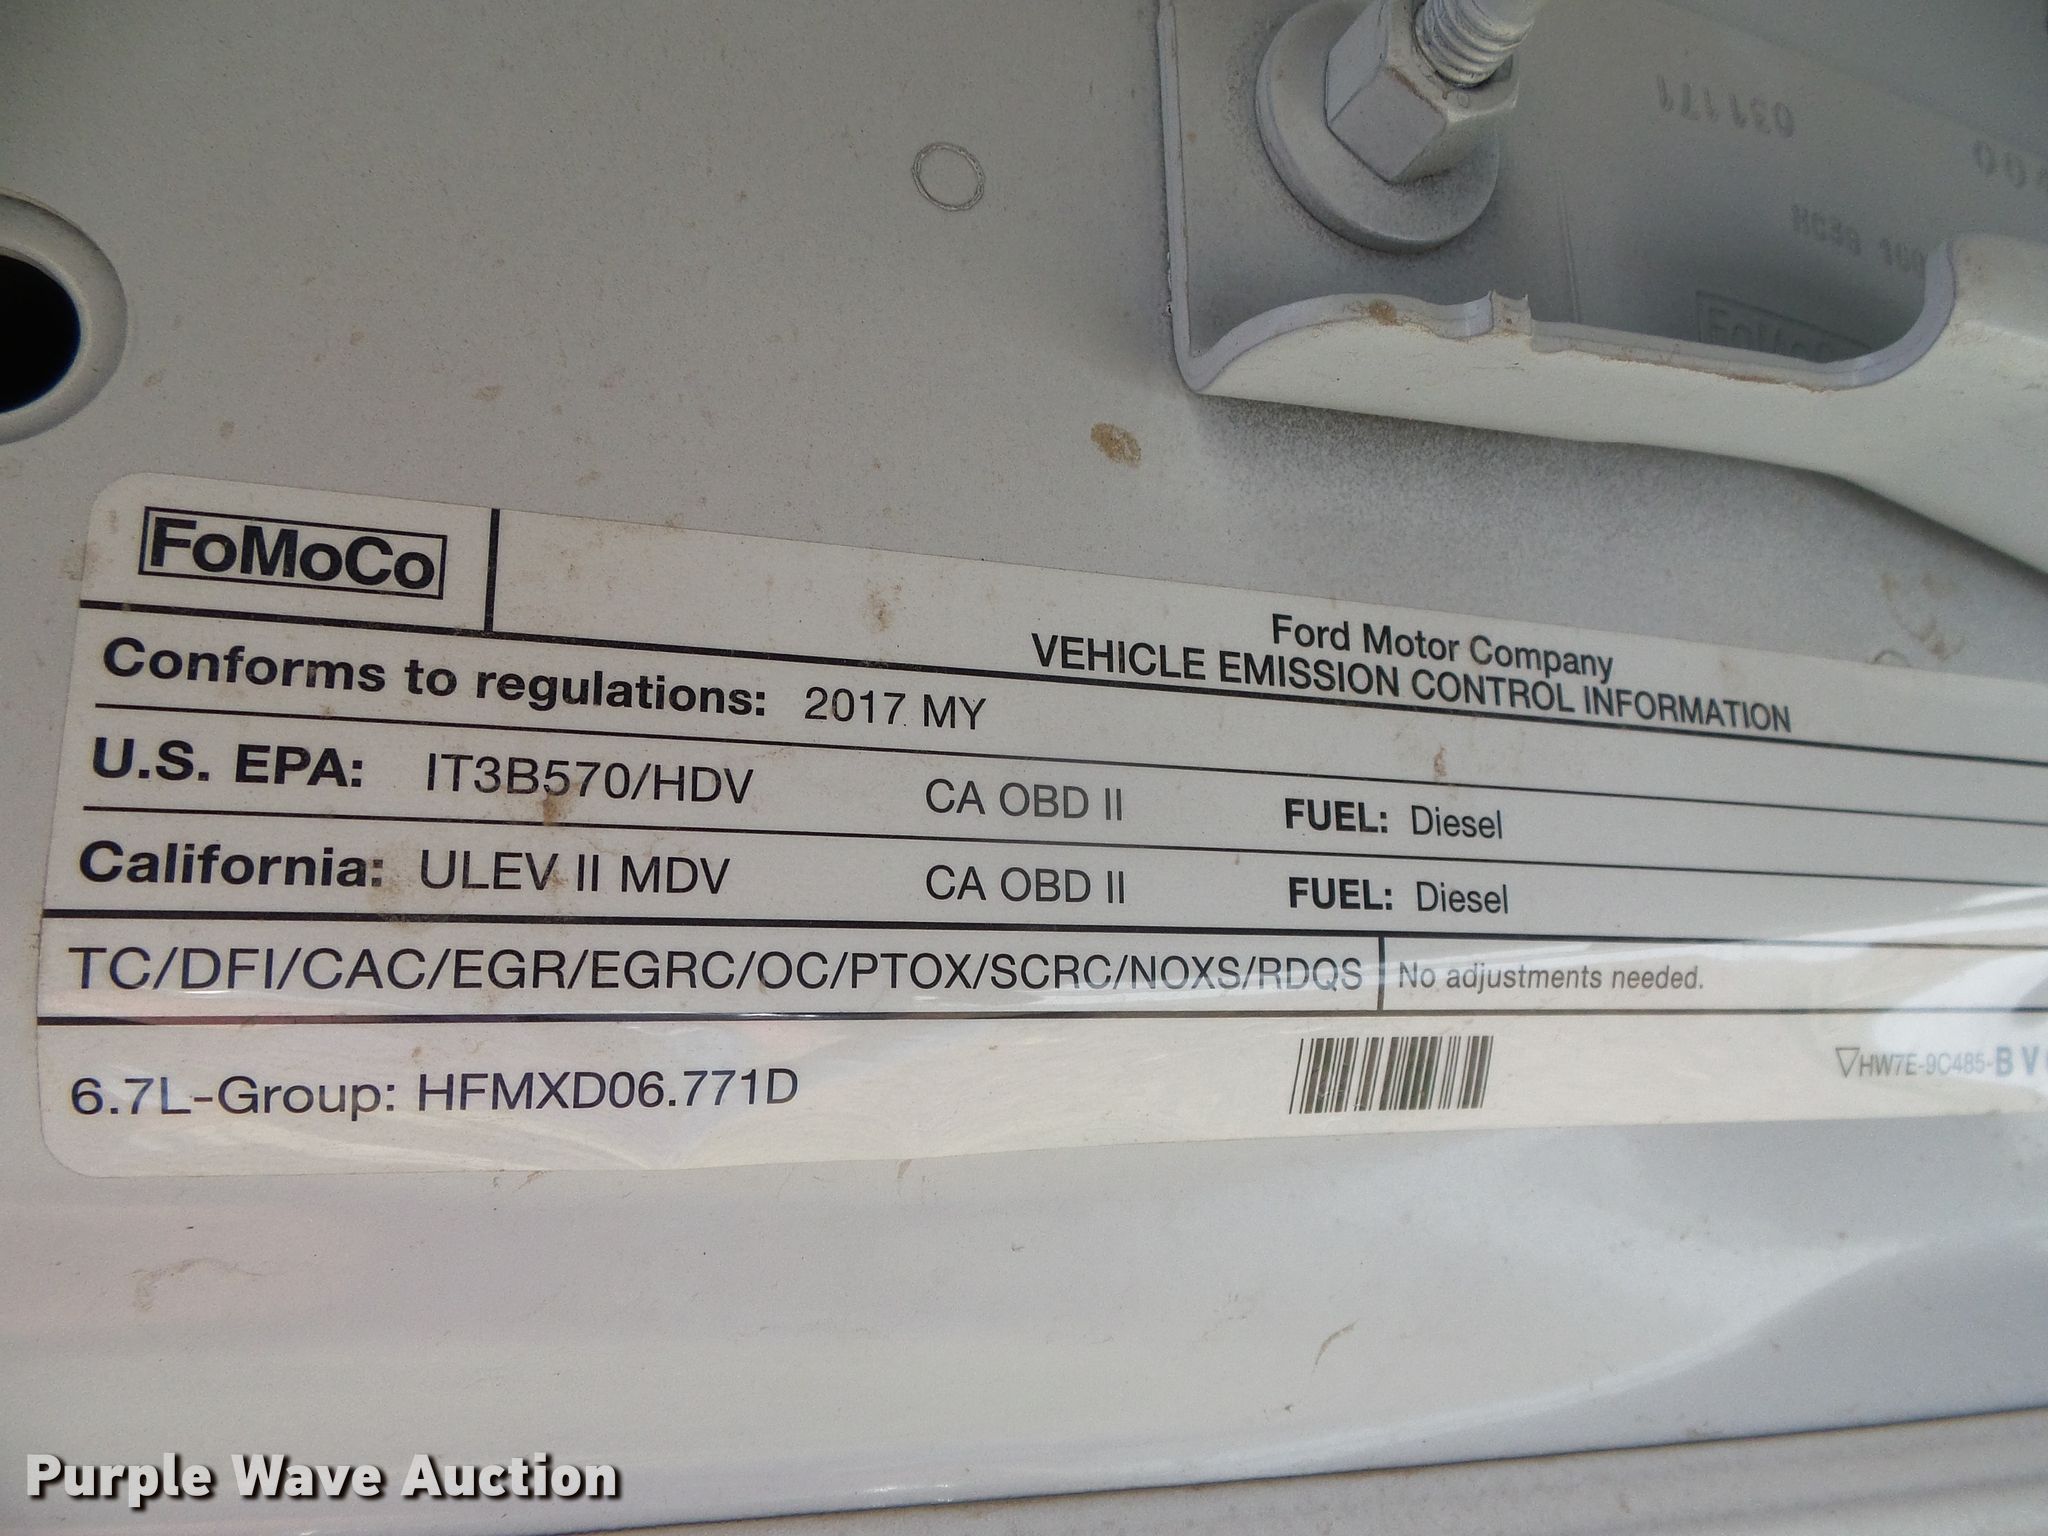 031171
FoMoCo
Ford Motor Company
VEHICLE EMISSION CONTROL INFORMATION
Conforms to regulations: 2017 MY
U.S. EPA: IT3B570/HDV CA OBD II FUEL: Diesel
California: ULEV II MDV CA OBD II FUEL: Diesel
TC/DFI/CAC/EGR/EGRC/OC/PTOX/SCRC/NOXS/RDQS No adjustments needed.
6.7L-Group: HFMXD06.771D
HW7E-9C485-BV
Purple Wave Auction